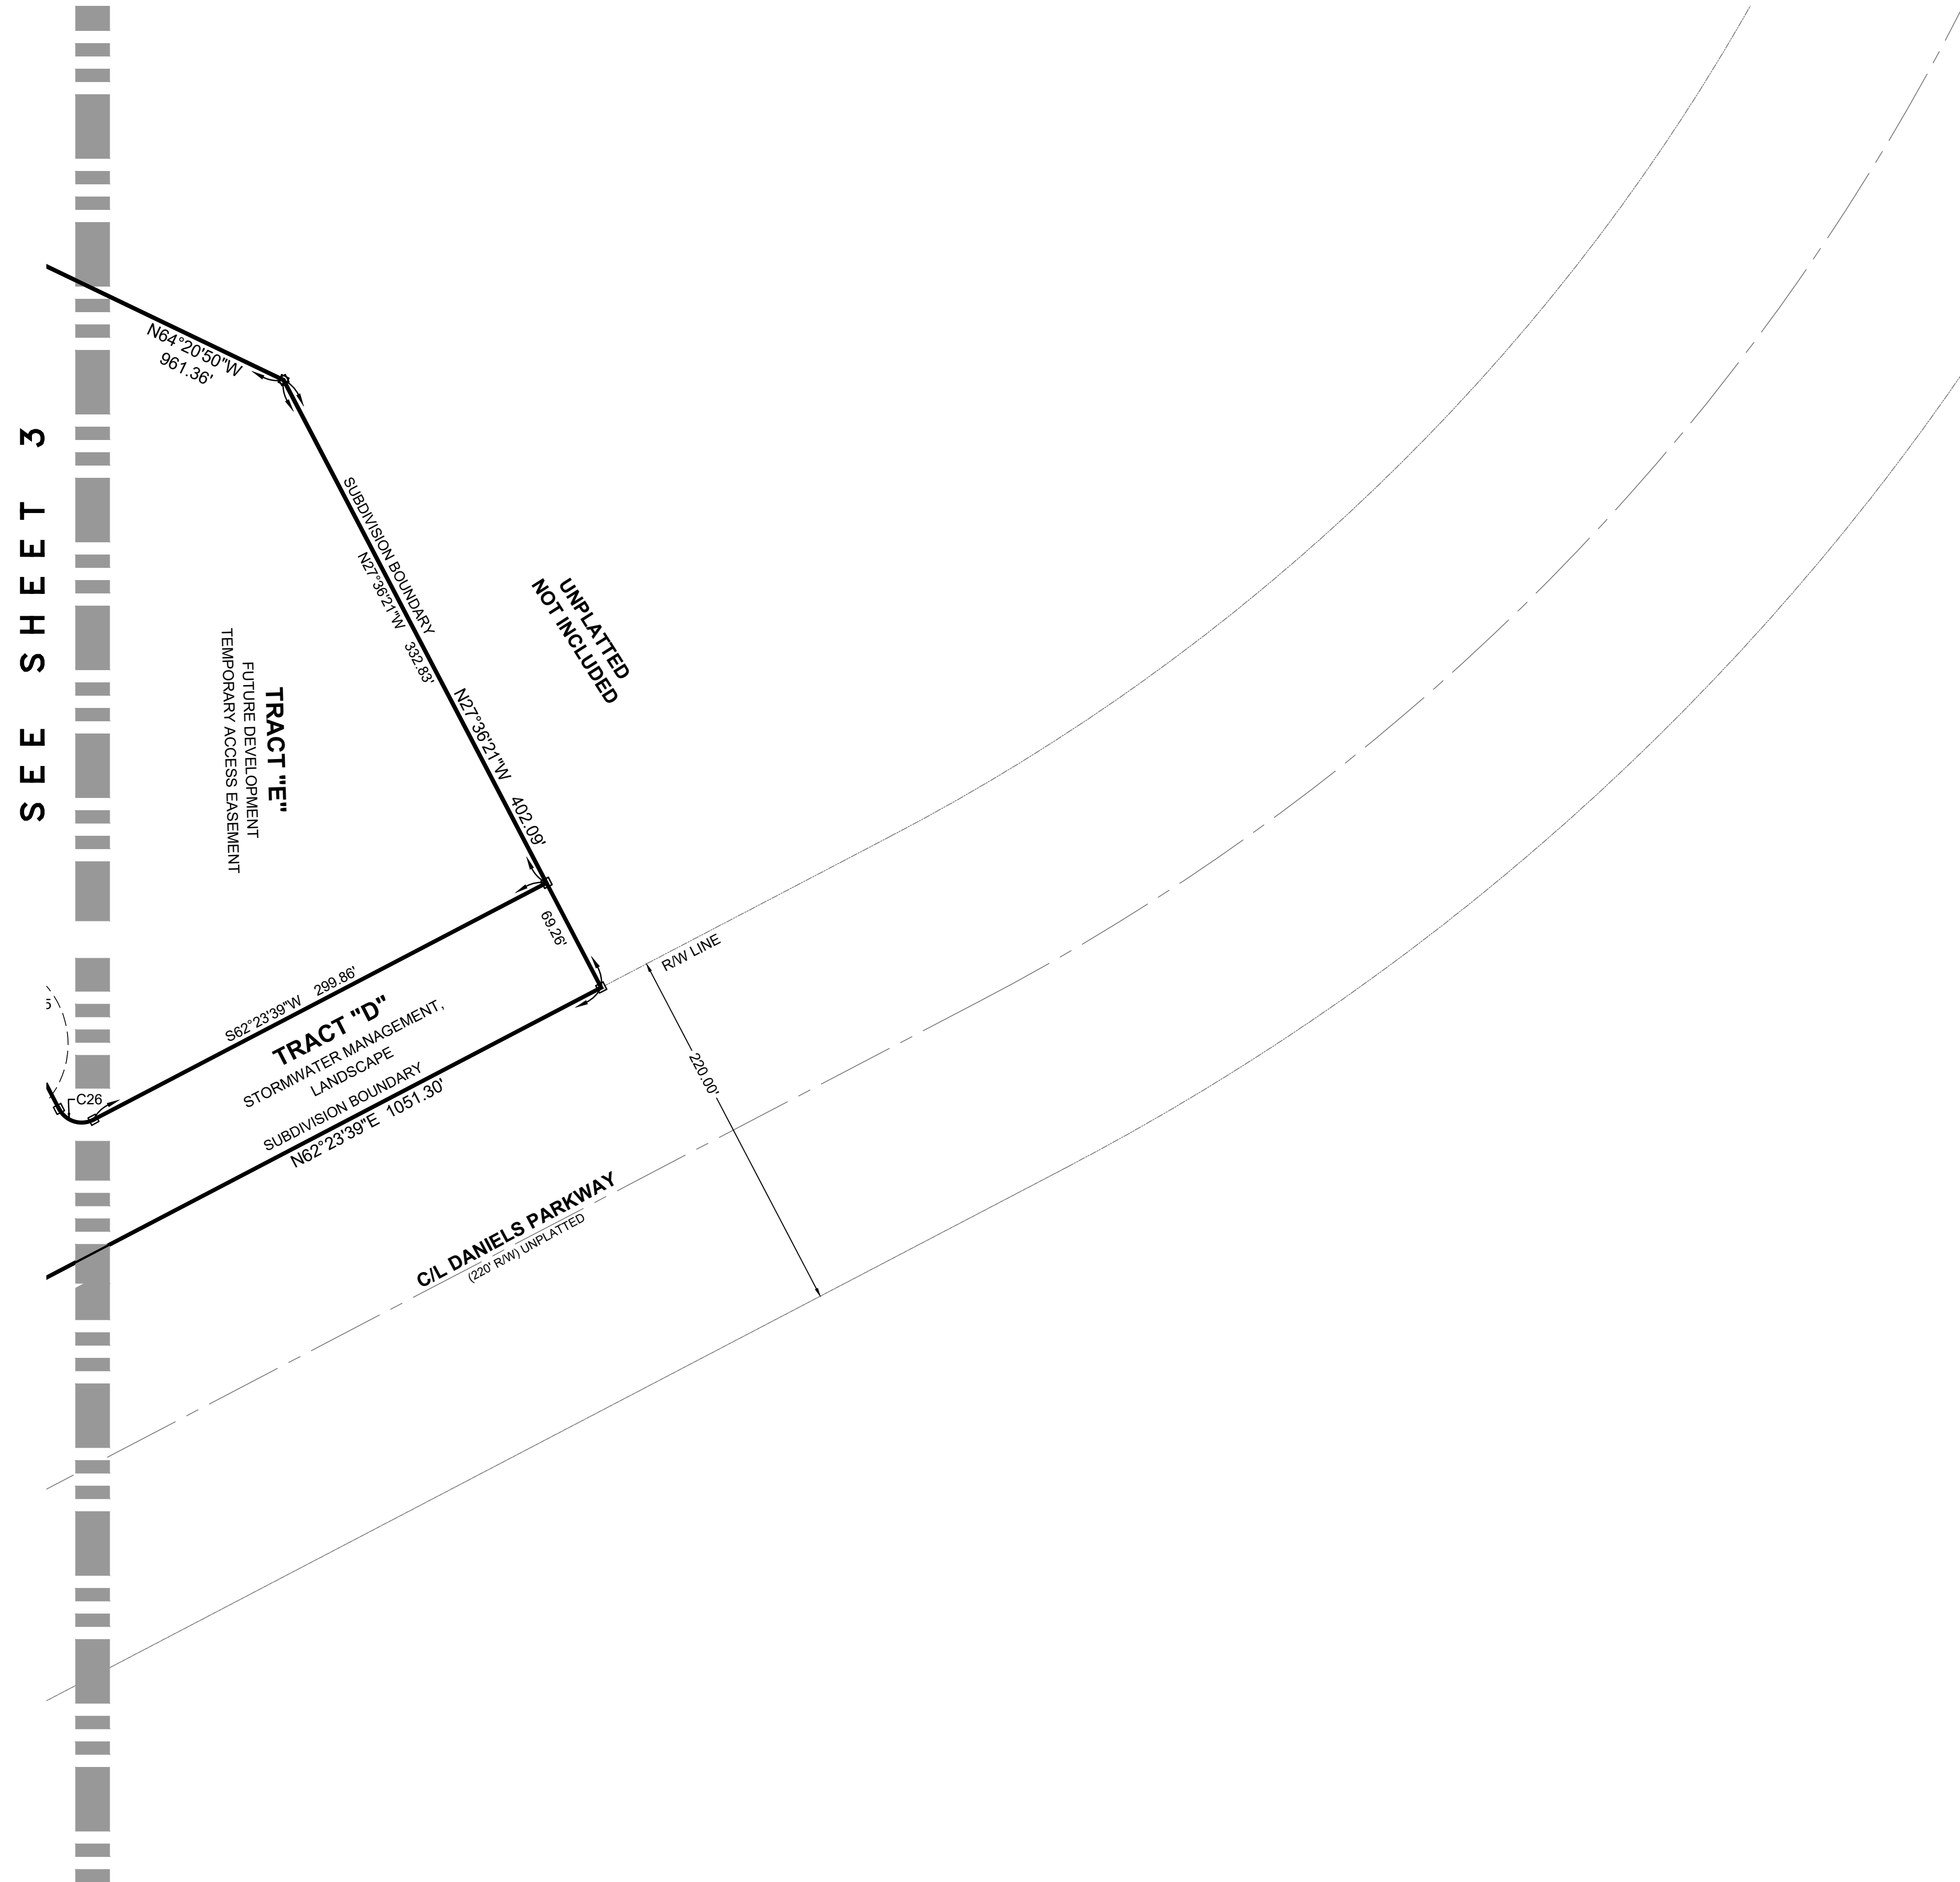 SEE SHEET 3
N64°20'50"W
961.36'
SUBDIVISION BOUNDARY
N27°36'21"W 332.83'
UNPLATTED
NOT INCLUDED
TRACT "E"
FUTURE DEVELOPMENT
TEMPORARY ACCESS EASEMENT
N27°36'21"W 402.09'
69.26'
R/W LINE
S62°23'39"W 299.86'
TRACT "D"
STORMWATER MANAGEMENT,
LANDSCAPE
SUBDIVISION BOUNDARY
N62°23'39"E 1051.30'
C26
220.00'
C/L DANIELS PARKWAY
(220' R/W) UNPLATTED